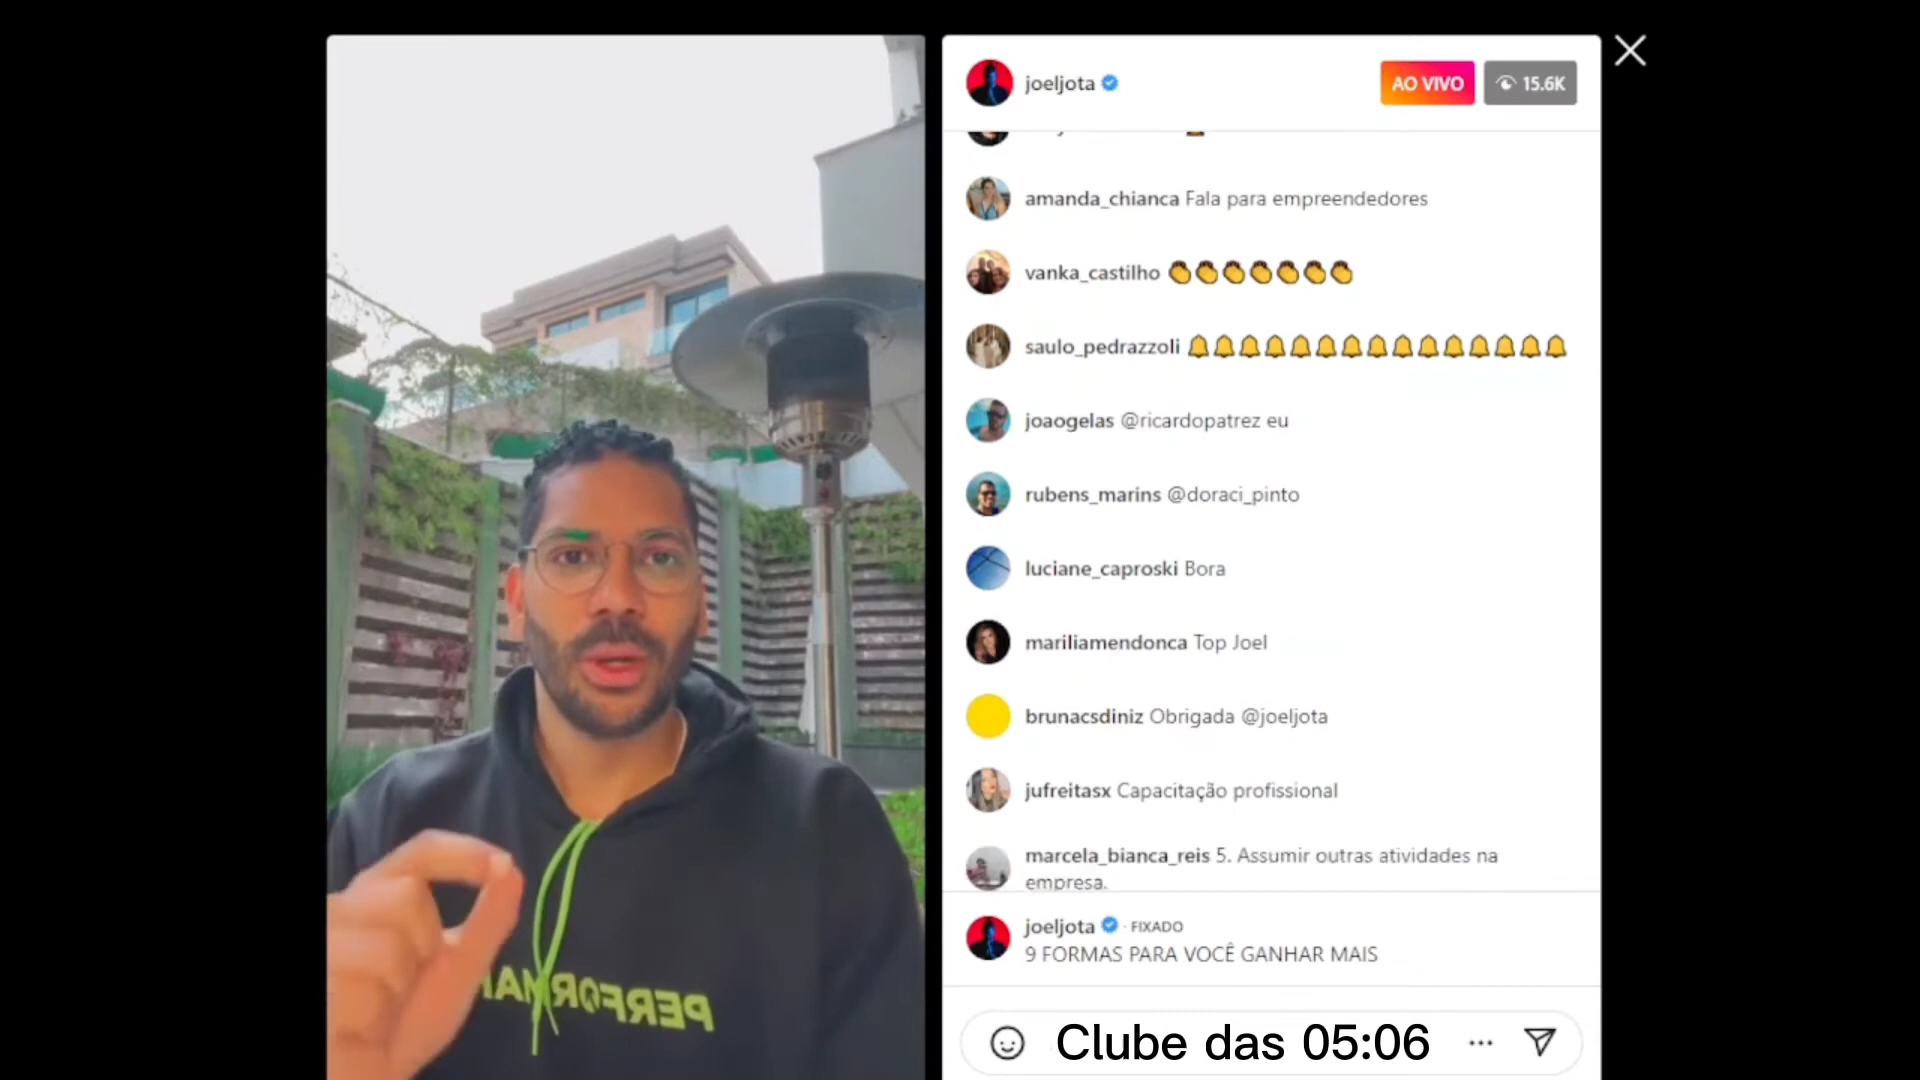 joeljota
AO VIVO
15.6K
amanda_chianca Fala para empreendedores
vanka_castilho 👏👏👏👏👏👏👏
saulo_pedrazzoli 🔔🔔🔔🔔🔔🔔🔔🔔🔔🔔🔔🔔🔔🔔🔔
joaogelas @ricardopatrez eu
rubens_marins @doraci_pinto
luciane_caproski Bora
mariliamendonca Top Joel
brunacsdiniz Obrigada @joeljota
jufreitasx Capacitação profissional
marcela_bianca_reis 5. Assumir outras atividades na
empresa.
joeljota · FIXADO
9 FORMAS PARA VOCÊ GANHAR MAIS
Clube das 05:06